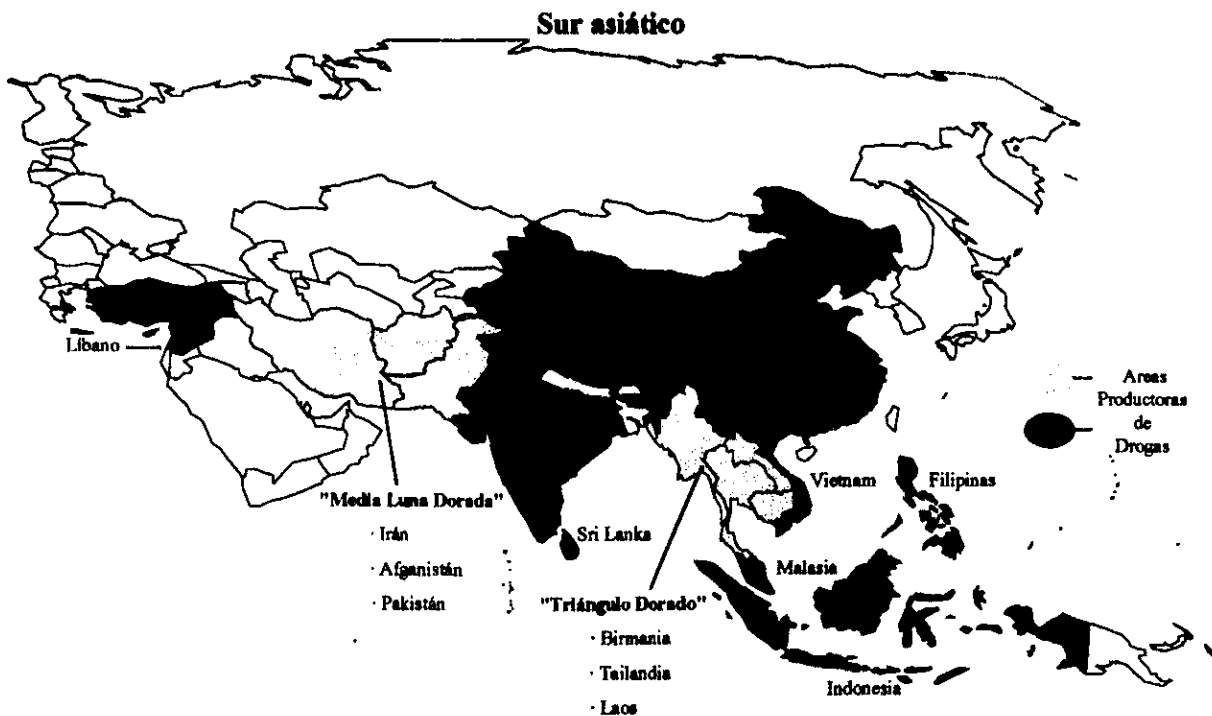 Sur asiático
Líbano
Areas
Productoras
de
Drogas
Vietnam
Filipinas
"Media Luna Dorada"
· Irán
· Afganistán
· Pakistán
Sri Lanka
Malasia
"Triángulo Dorado"
· Birmania
· Tailandia
· Laos
Indonesia